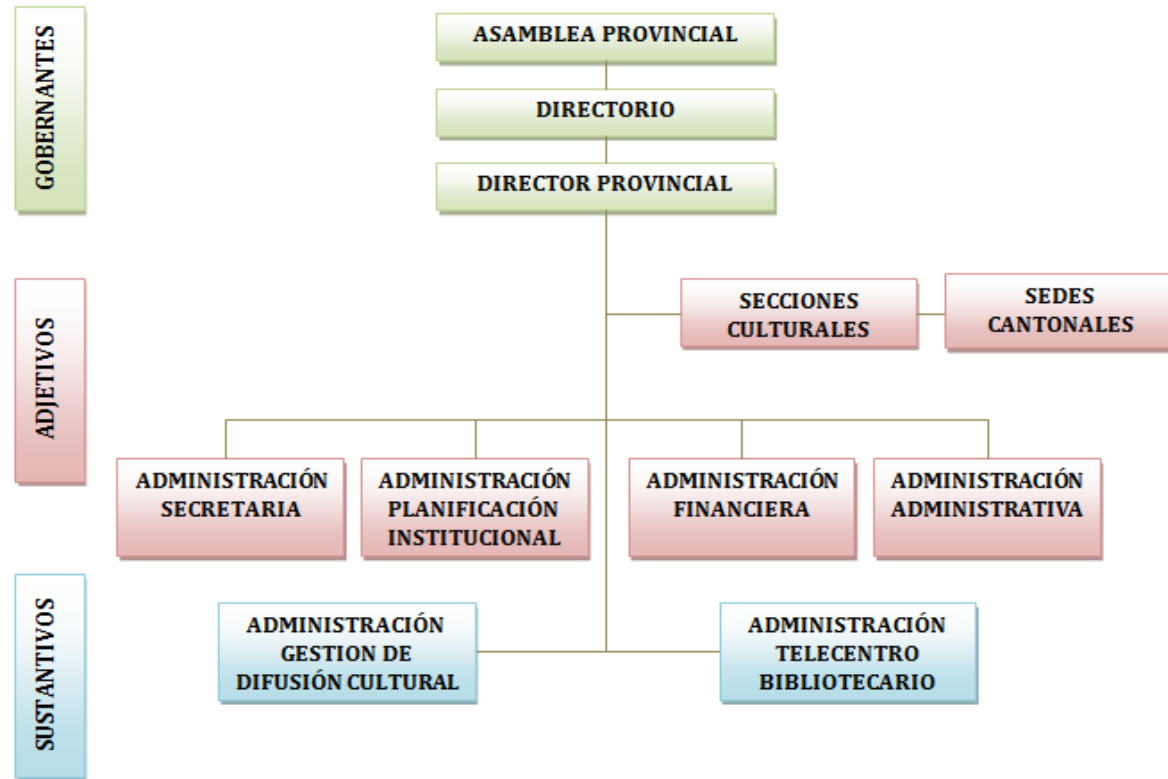 GOBERNANTES
ASAMBLEA PROVINCIAL
DIRECTORIO
DIRECTOR PROVINCIAL
ADJETIVOS
SECCIONES
CULTURALES
SEDES
CANTONALES
ADMINISTRACIÓN
SECRETARIA
ADMINISTRACIÓN
PLANIFICACIÓN
INSTITUCIONAL
ADMINISTRACIÓN
FINANCIERA
ADMINISTRACIÓN
ADMINISTRATIVA
SUSTANTIVOS
ADMINISTRACIÓN
GESTION DE
DIFUSIÓN CULTURAL
ADMINISTRACIÓN
TELECENTRO
BIBLIOTECARIO